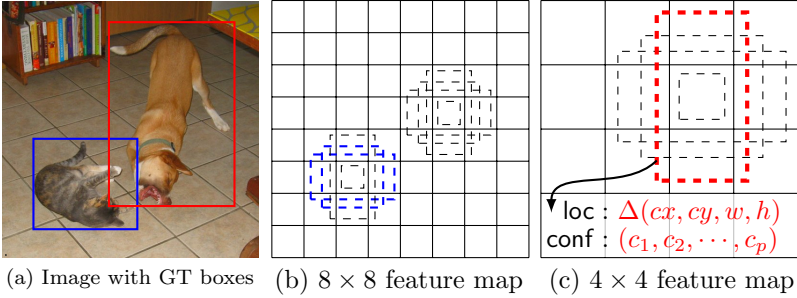 loc : Δ(cx, cy, w, h)
conf : (c₁, c₂, ⋯, cₚ)
(a) Image with GT boxes
(b) 8 × 8 feature map
(c) 4 × 4 feature map